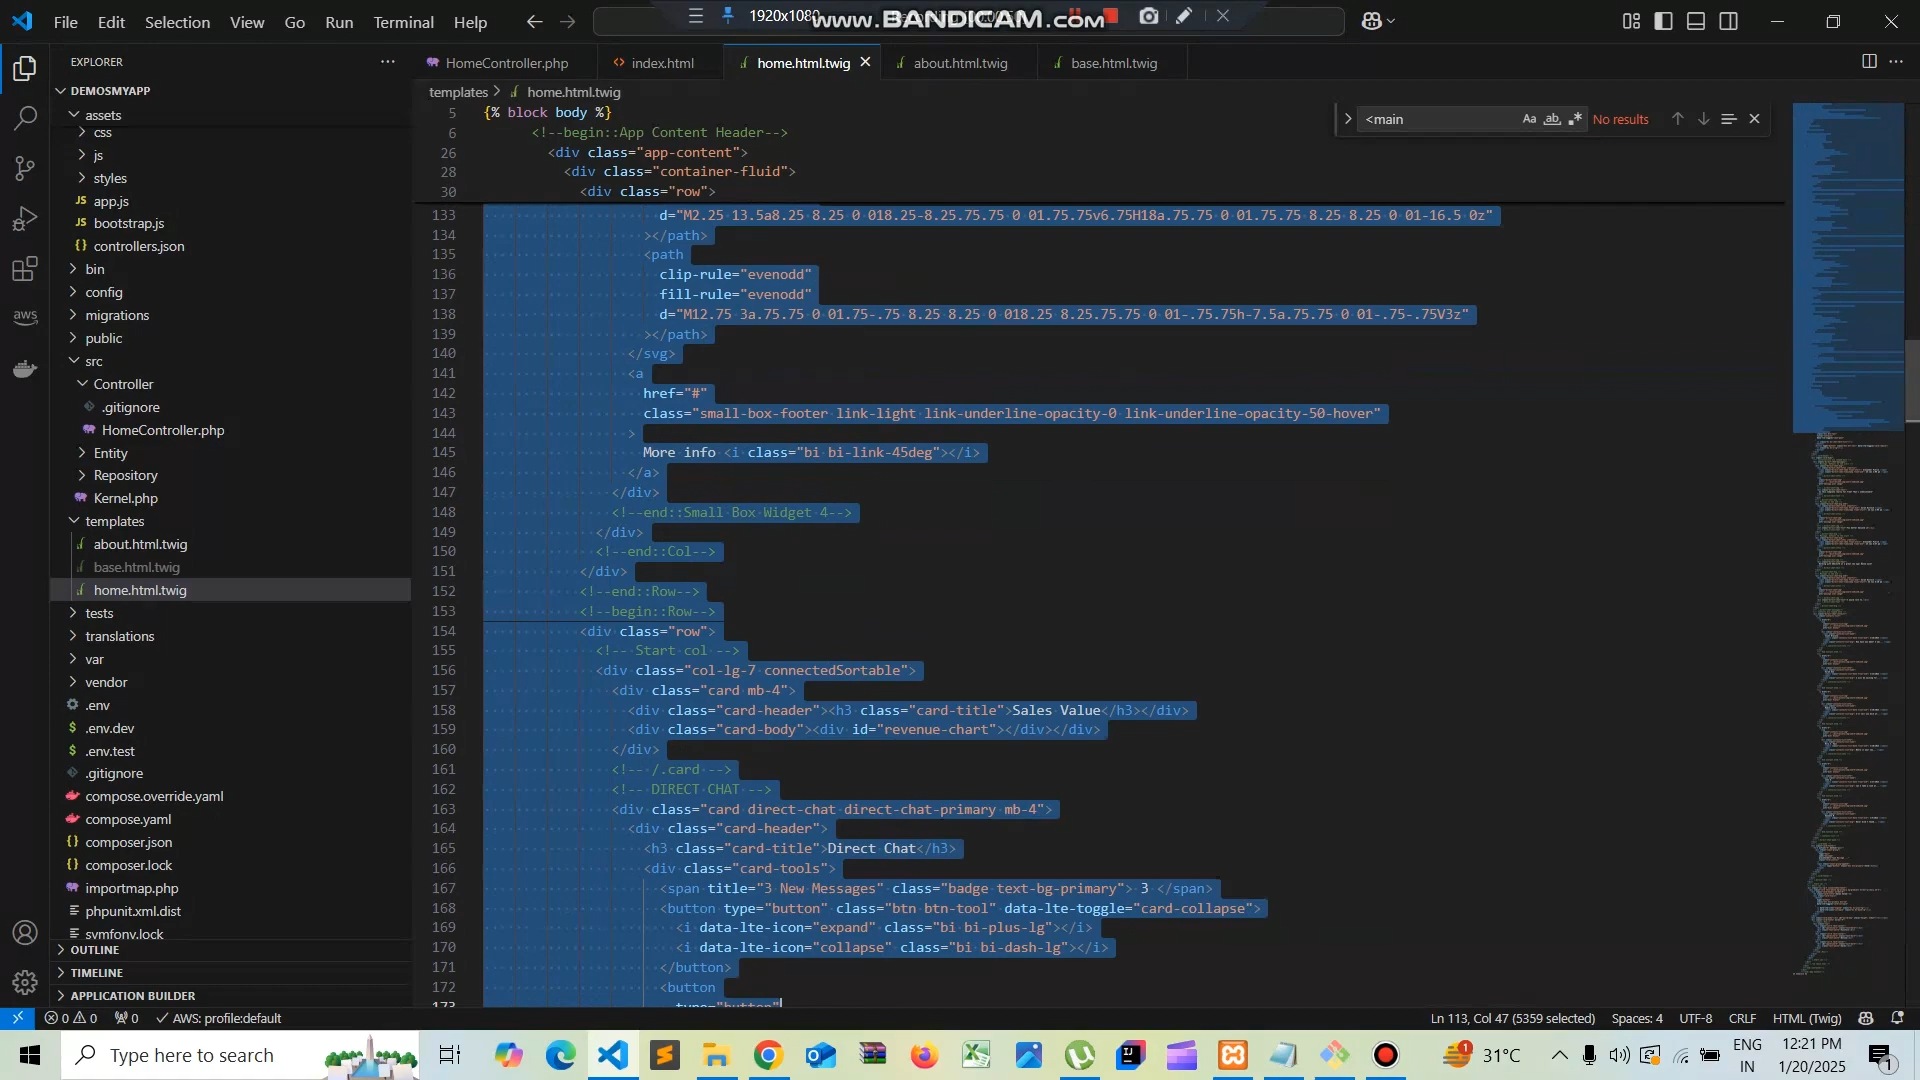 File Edit Selection View Go Run Terminal Help
1920x1080
www.BANDICAM.com
EXPLORER
HomeController.php
index.html
home.html.twig
about.html.twig
base.html.twig
DEMOSMYAPP
templates > home.html.twig
assets
css
js
styles
app.js
bootstrap.js
controllers.json
bin
config
migrations
public
src
Controller
.gitignore
HomeController.php
Entity
Repository
Kernel.php
templates
about.html.twig
base.html.twig
home.html.twig
tests
translations
var
vendor
.env
.env.dev
.env.test
.gitignore
compose.override.yaml
compose.yaml
composer.json
composer.lock
importmap.php
phpunit.xml.dist
symfony.lock
OUTLINE
TIMELINE
APPLICATION BUILDER
<main
Aa ab No results
5 {% block body %}
6 <!--begin::App Content Header-->
26 <div class="app-content">
28 <div class="container-fluid">
30 <div class="row">
133 d="M2.25 13.5a8.25 8.25 0 018.25-8.25.75.75 0 01.75.75v6.75H18a.75.75 0 01.75.75 8.25 8.25 0 01-16.5 0z"
134 ></path>
135 <path
136 clip-rule="evenodd"
137 fill-rule="evenodd"
138 d="M12.75 3a.75.75 0 01.75-.75 8.25 8.25 0 018.25 8.25.75.75 0 01-.75.75h-7.5a.75.75 0 01-.75-.75V3z"
139 ></path>
140 </svg>
141 <a
142 href="#"
143 class="small-box-footer link-light link-underline-opacity-0 link-underline-opacity-50-hover"
144 >
145 More info <i class="bi bi-link-45deg"></i>
146 </a>
147 </div>
148 <!--end::Small Box Widget 4-->
149 </div>
150 <!--end::Col-->
151 </div>
152 <!--end::Row-->
153 <!--begin::Row-->
154 <div class="row">
155 <!-- Start col -->
156 <div class="col-lg-7 connectedSortable">
157 <div class="card mb-4">
158 <div class="card-header"><h3 class="card-title">Sales Value</h3></div>
159 <div class="card-body"><div id="revenue-chart"></div></div>
160 </div>
161 <!-- /.card -->
162 <!-- DIRECT CHAT -->
163 <div class="card direct-chat direct-chat-primary mb-4">
164 <div class="card-header">
165 <h3 class="card-title">Direct Chat</h3>
166 <div class="card-tools">
167 <span title="3 New Messages" class="badge text-bg-primary"> 3 </span>
168 <button type="button" class="btn btn-tool" data-lte-toggle="card-collapse">
169 <i data-lte-icon="expand" class="bi bi-plus-lg"></i>
170 <i data-lte-icon="collapse" class="bi bi-dash-lg"></i>
171 </button>
172 <button
173 type="button"
aws
0 0 0 AWS: profile:default
Ln 113, Col 47 (5359 selected) Spaces: 4 UTF-8 CRLF HTML (Twig)
Type here to search
1
31°C
ENG
IN
12:21 PM
1/20/2025
1